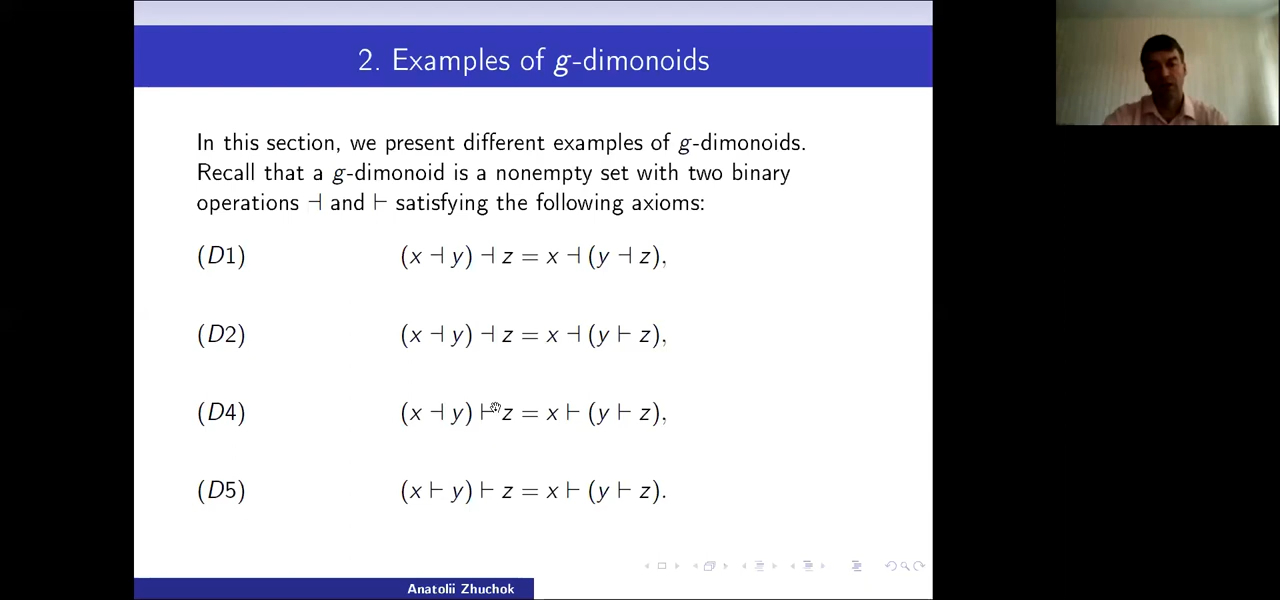 2. Examples of g-dimonoids
In this section, we present different examples of g-dimonoids.
Recall that a g-dimonoid is a nonempty set with two binary
operations ⊣ and ⊢ satisfying the following axioms:
(D1) (x ⊣ y) ⊣ z = x ⊣ (y ⊣ z),
(D2) (x ⊣ y) ⊣ z = x ⊣ (y ⊢ z),
(D4) (x ⊣ y) ⊢ z = x ⊢ (y ⊢ z),
(D5) (x ⊢ y) ⊢ z = x ⊢ (y ⊢ z).
Anatolii Zhuchok